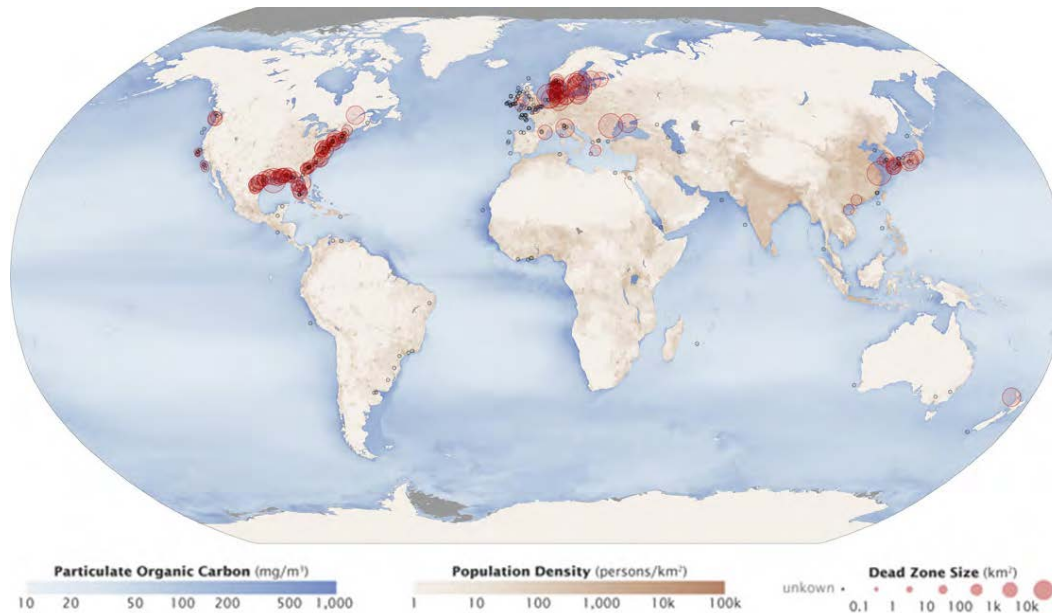 Particulate Organic Carbon (mg/m³)
10 20 50 100 200 500 1,000
Population Density (persons/km²)
1 10 100 1,000 10k 100k
Dead Zone Size (km²)
unkown
0.1 1 10 100 1k 10k